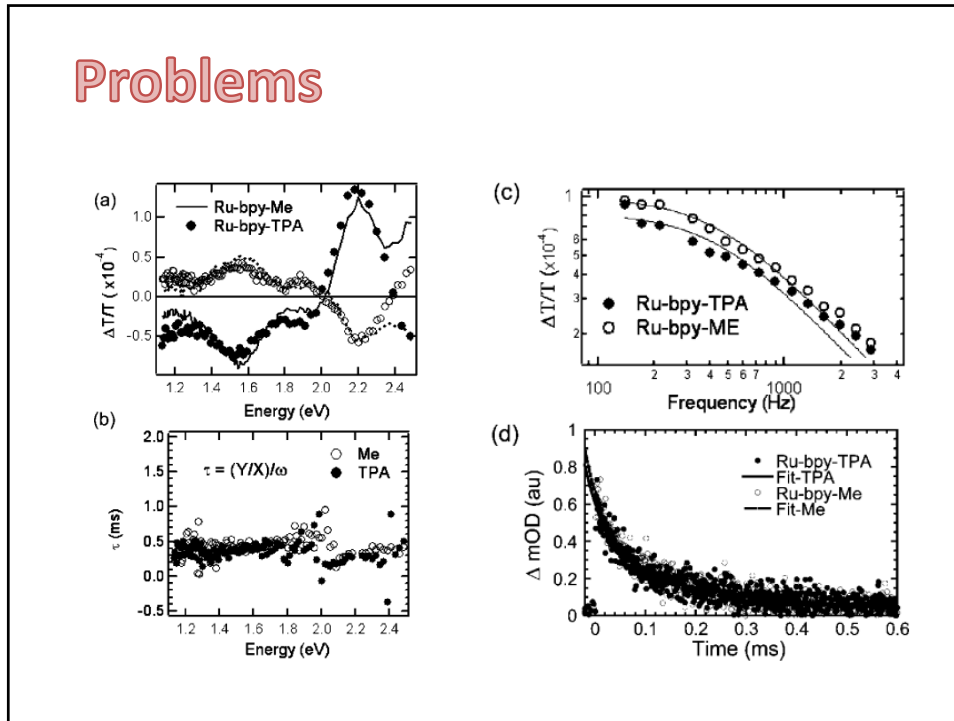 Problems
(a)
ΔT/T ( x10⁻⁴)
1.0
0.5
0.0
-0.5
Ru-bpy-Me
Ru-bpy-TPA
1.2 1.4 1.6 1.8 2.0 2.2 2.4
Energy (eV)
(b)
τ (ms)
2.0
1.5
1.0
0.5
0.0
-0.5
τ = (Y/X)/ω
Me
TPA
1.2 1.4 1.6 1.8 2.0 2.2 2.4
Energy (eV)
(c)
ΔT/T (x10⁻⁴)
1
8
6
5
4
3
2
Ru-bpy-TPA
Ru-bpy-ME
100 2 3 4 5 6 7 1000 2 3 4
Frequency (Hz)
(d)
Δ mOD (au)
1
0.8
0.6
0.4
0.2
0
Ru-bpy-TPA
Fit-TPA
Ru-bpy-Me
Fit-Me
0 0.1 0.2 0.3 0.4 0.5 0.6
Time (ms)